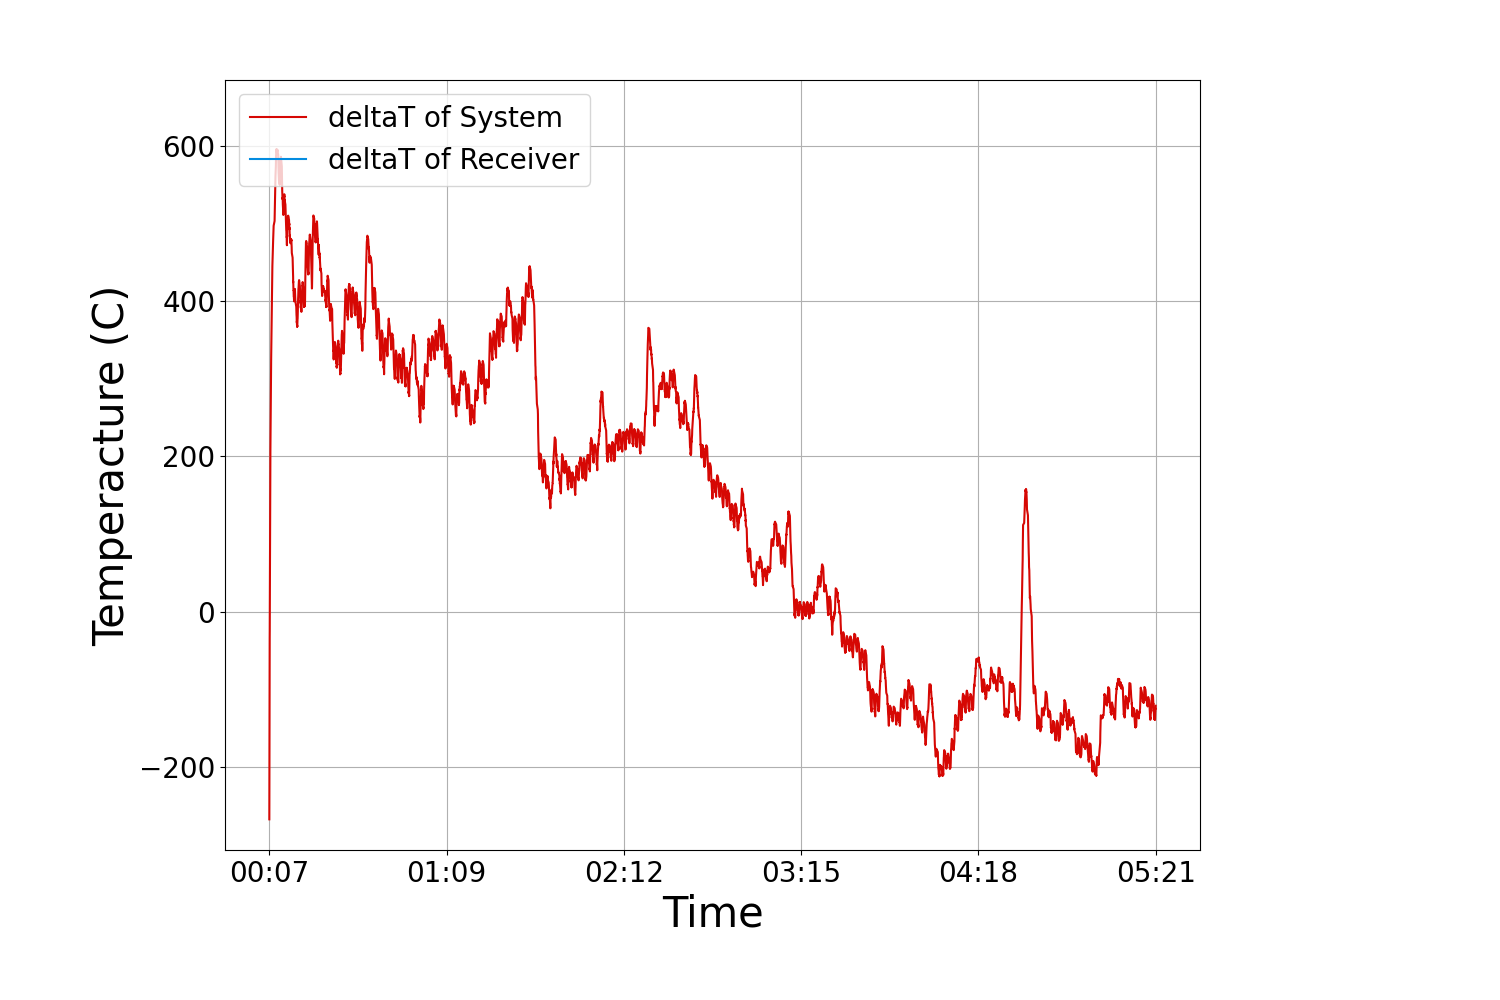 deltaT of System
deltaT of Receiver
600
400
200
0
−200
Temperacture (C)
00:07 01:09 02:12 03:15 04:18 05:21
Time